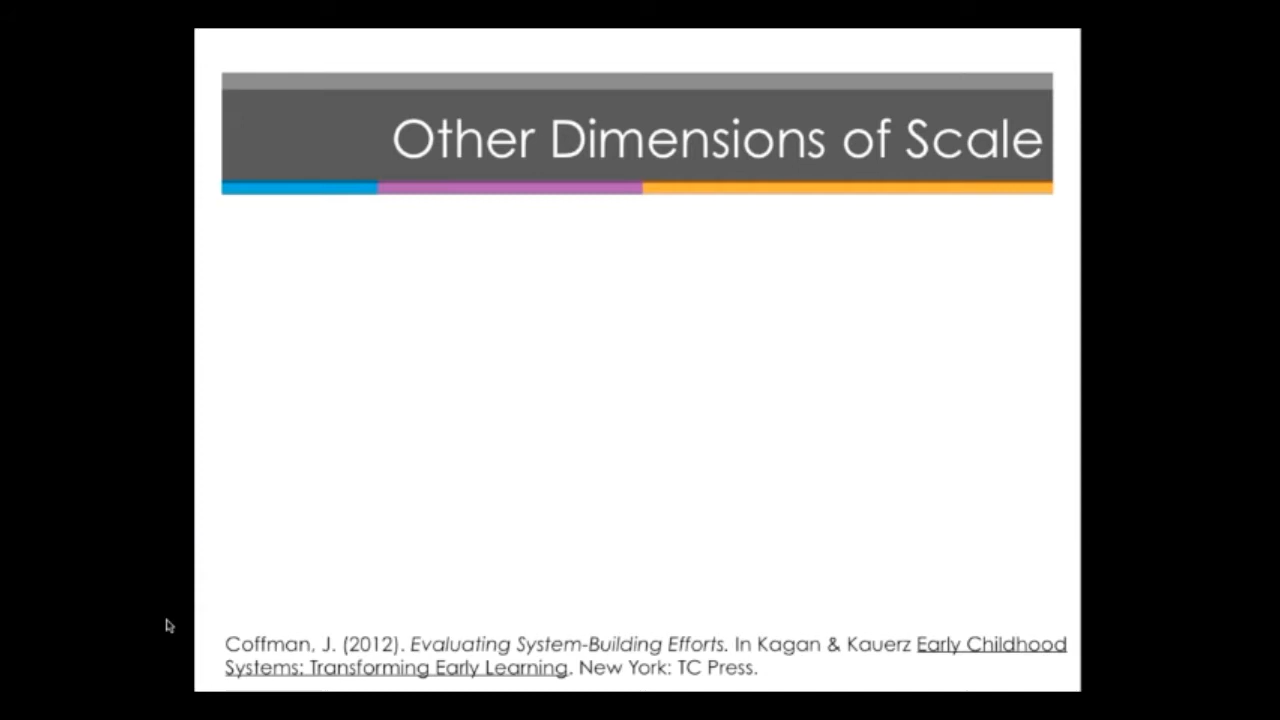 Other Dimensions of Scale
Coffman, J. (2012). Evaluating System-Building Efforts. In Kagan & Kauerz Early Childhood
Systems: Transforming Early Learning. New York: TC Press.